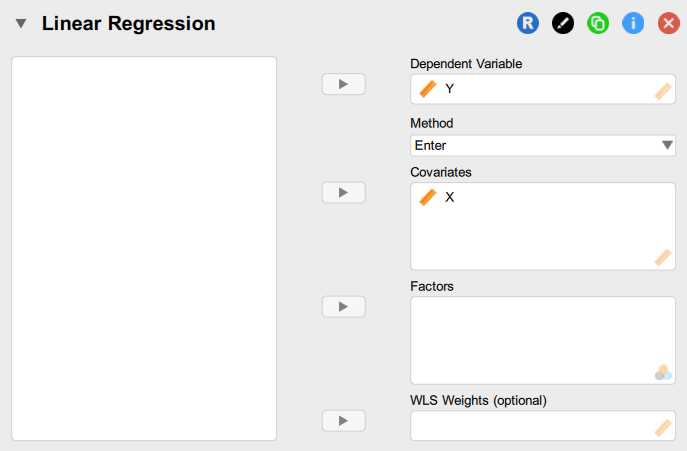 Linear Regression
R
i
Dependent Variable
Y
Method
Enter
Covariates
X
Factors
WLS Weights (optional)